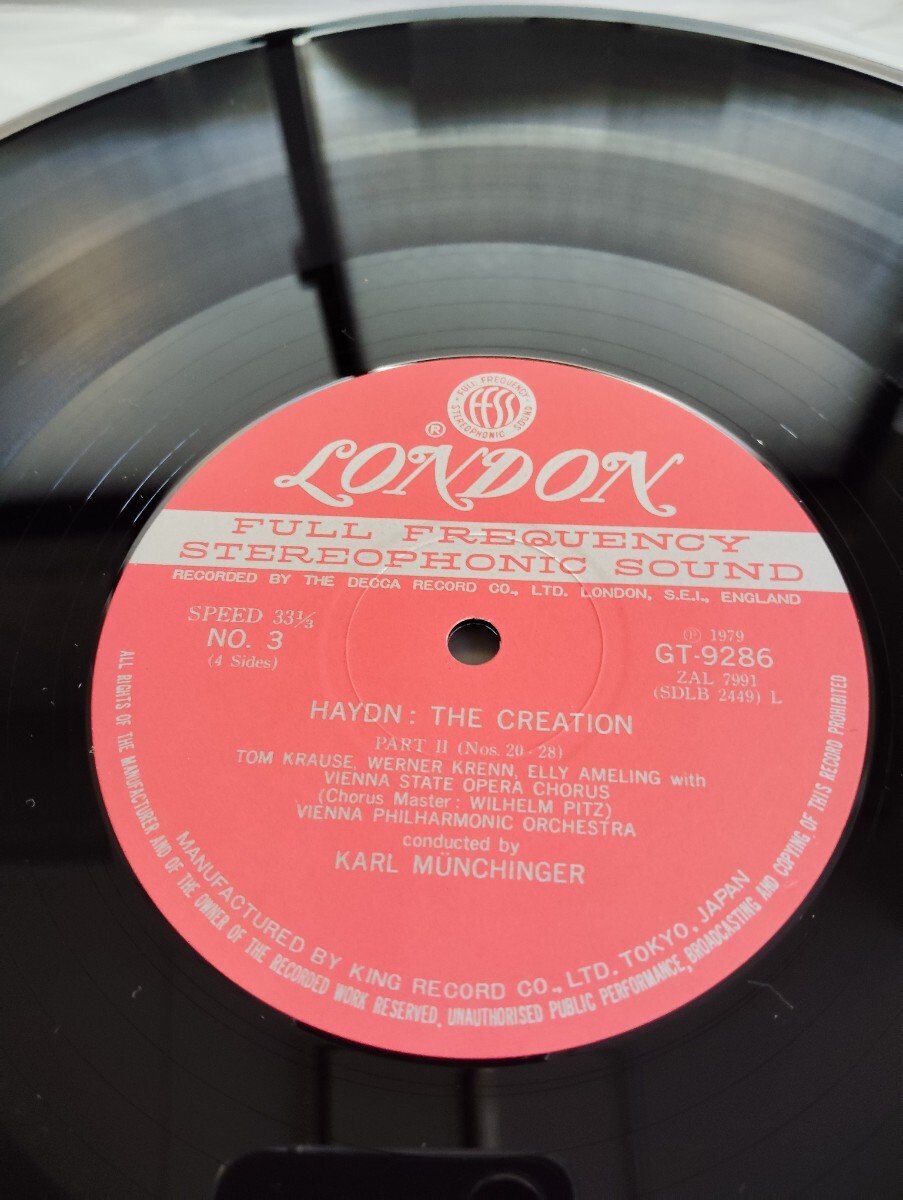 FULL FREQUENCY
ffss
STEREOPHONIC SOUND
®
LONDON
FULL FREQUENCY
STEREOPHONIC SOUND
RECORDED BY THE DECCA RECORD CO., LTD. LONDON, S.E.I., ENGLAND
SPEED 33⅓
NO. 3
(4 Sides)
Ⓟ 1979
GT-9286
ZAL 7991
(SDLB 2449) L
HAYDN : THE CREATION
PART II (Nos. 20 - 28)
TOM KRAUSE, WERNER KRENN, ELLY AMELING with
VIENNA STATE OPERA CHORUS
(Chorus Master : WILHELM PITZ)
VIENNA PHILHARMONIC ORCHESTRA
conducted by
KARL MÜNCHINGER
MANUFACTURED BY KING RECORD CO., LTD. TOKYO, JAPAN
ALL RIGHTS OF THE MANUFACTURER AND OF THE OWNER OF THE RECORDED WORK RESERVED. UNAUTHORISED PUBLIC PERFORMANCE, BROADCASTING AND COPYING OF THIS RECORD PROHIBITED